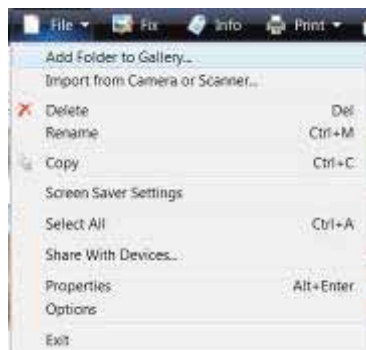 File Fix Info Print
Add Folder to Gallery...
Import from Camera or Scanner...
Delete Del
Rename Ctrl+M
Copy Ctrl+C
Screen Saver Settings
Select All Ctrl+A
Share With Devices...
Properties Alt+Enter
Options
Exit